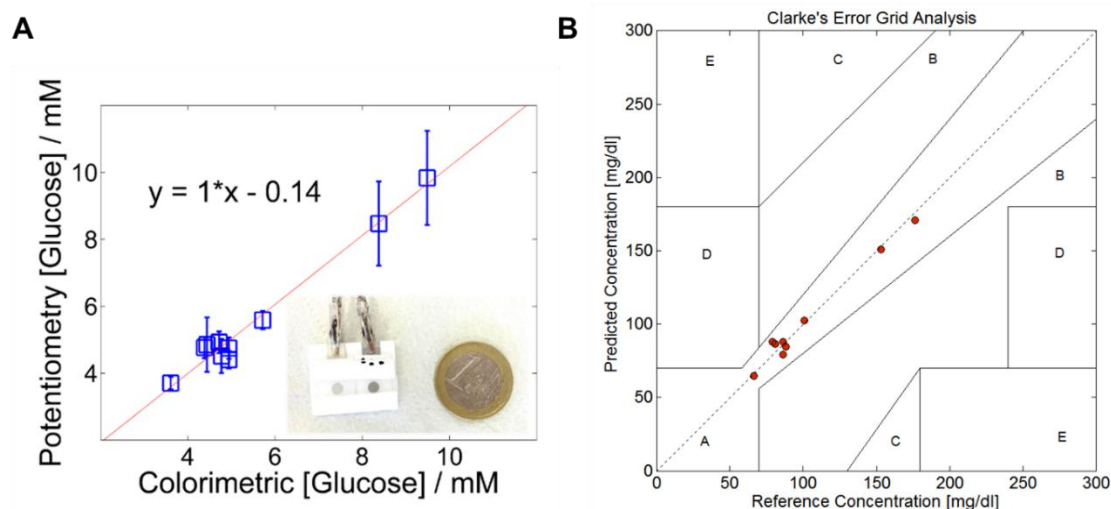 A
Potentiometry [Glucose] / mM
10
8
6
4
y = 1*x - 0.14
4 6 8 10
Colorimetric [Glucose] / mM
B
Clarke's Error Grid Analysis
Predicted Concentration [mg/dl]
300
250
200
150
100
50
0
E
C
B
B
D
D
A
C
E
0 50 100 150 200 250 300
Reference Concentration [mg/dl]